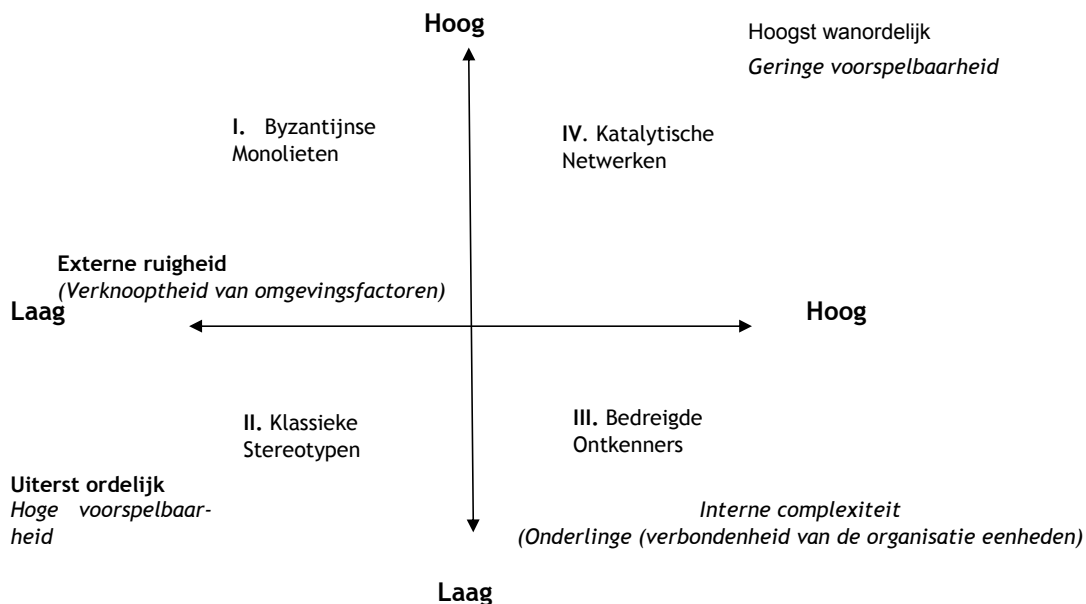 Hoog
Hoogst wanordelijk
Geringe voorspelbaarheid
I. Byzantijnse
Monolieten
IV. Katalytische
Netwerken
Externe ruigheid
(Verknooptheid van omgevingsfactoren)
Laag
Hoog
II. Klassieke
Stereotypen
III. Bedreigde
Ontkenners
Uiterst ordelijk
Hoge voorspelbaar-
heid
Interne complexiteit
(Onderlinge (verbondenheid van de organisatie eenheden)
Laag